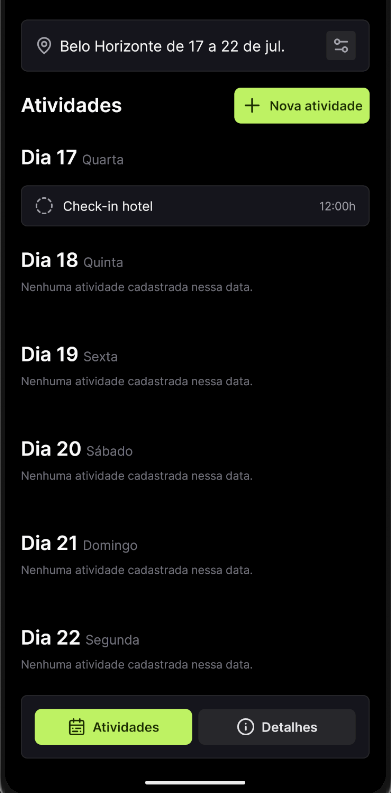 Belo Horizonte de 17 a 22 de jul.
Atividades
Nova atividade
Dia 17 Quarta
Check-in hotel 12:00h
Dia 18 Quinta
Nenhuma atividade cadastrada nessa data.
Dia 19 Sexta
Nenhuma atividade cadastrada nessa data.
Dia 20 Sábado
Nenhuma atividade cadastrada nessa data.
Dia 21 Domingo
Nenhuma atividade cadastrada nessa data.
Dia 22 Segunda
Nenhuma atividade cadastrada nessa data.
Atividades
Detalhes